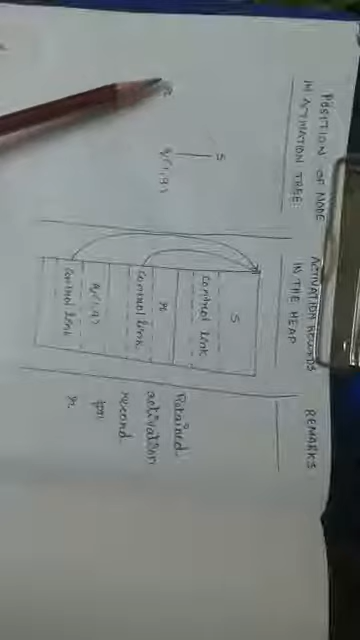 POSITION OF NODE
IN ACTIVATION TREE
ACTIVATION RECORDS
IN THE HEAP
REMARKS
S
r
q(1,9)
S
control link
r
control link
q(1,9)
control link
Retained
activation
record
for
r